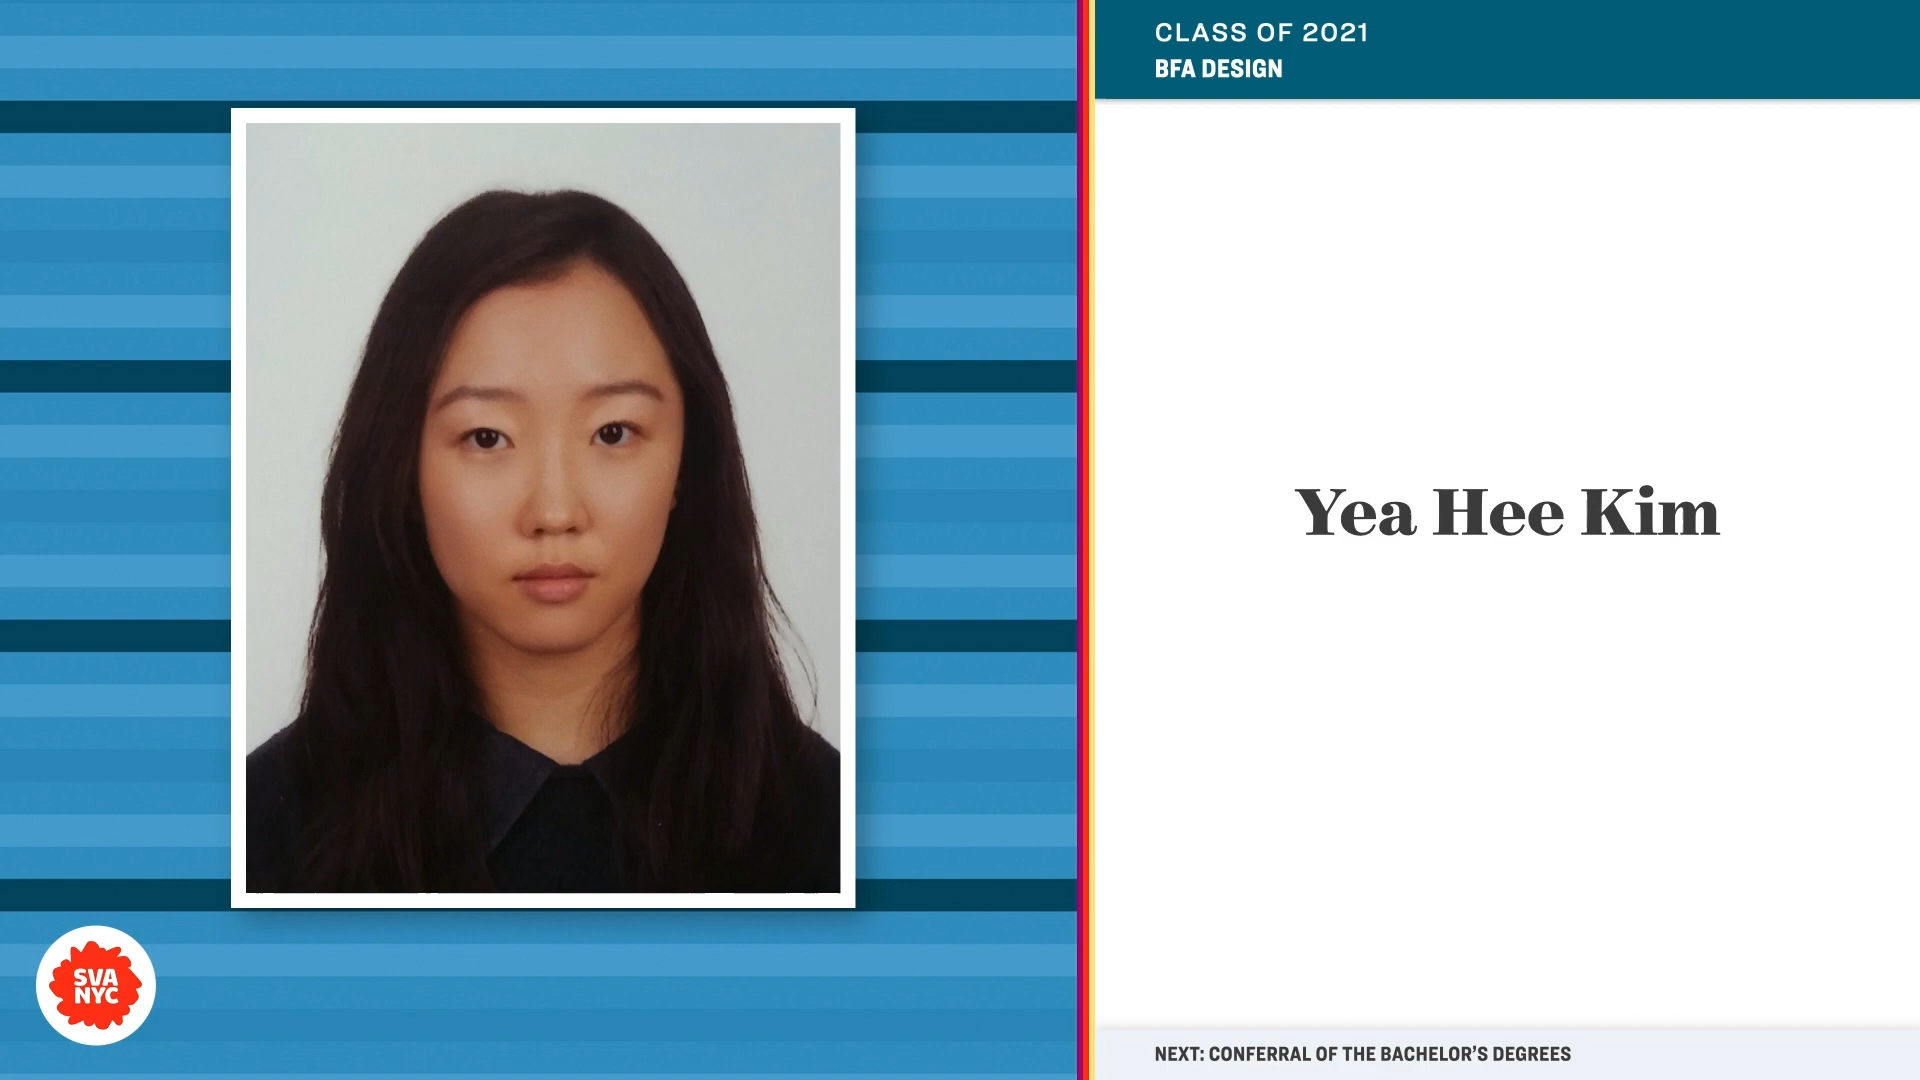 CLASS OF 2021
BFA DESIGN
Yea Hee Kim
SVA
NYC
NEXT: CONFERRAL OF THE BACHELOR’S DEGREES